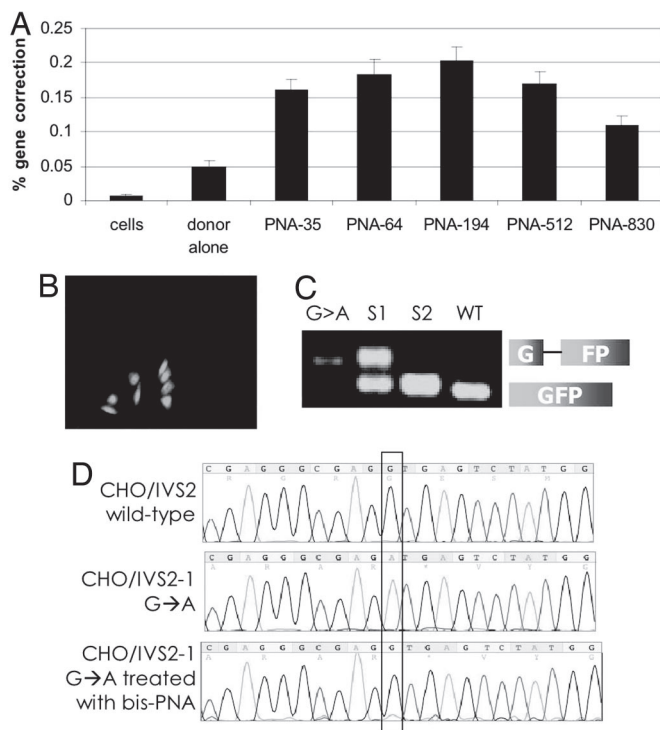 A
% gene correction
0.25
0.2
0.15
0.1
0.05
0
cells
donor alone
PNA-35
PNA-64
PNA-194
PNA-512
PNA-830
B
C
G>A S1 S2 WT
G FP
GFP
D
CHO/IVS2
wild-type
C G A G G G C G A G G T G A G T C T A T G G
CHO/IVS2-1
G→A
C G A G G G C G A G A T G A G T C T A T G G
CHO/IVS2-1
G→A treated
with bis-PNA
C G A G G G C G A G G T G A G T C T A T G G